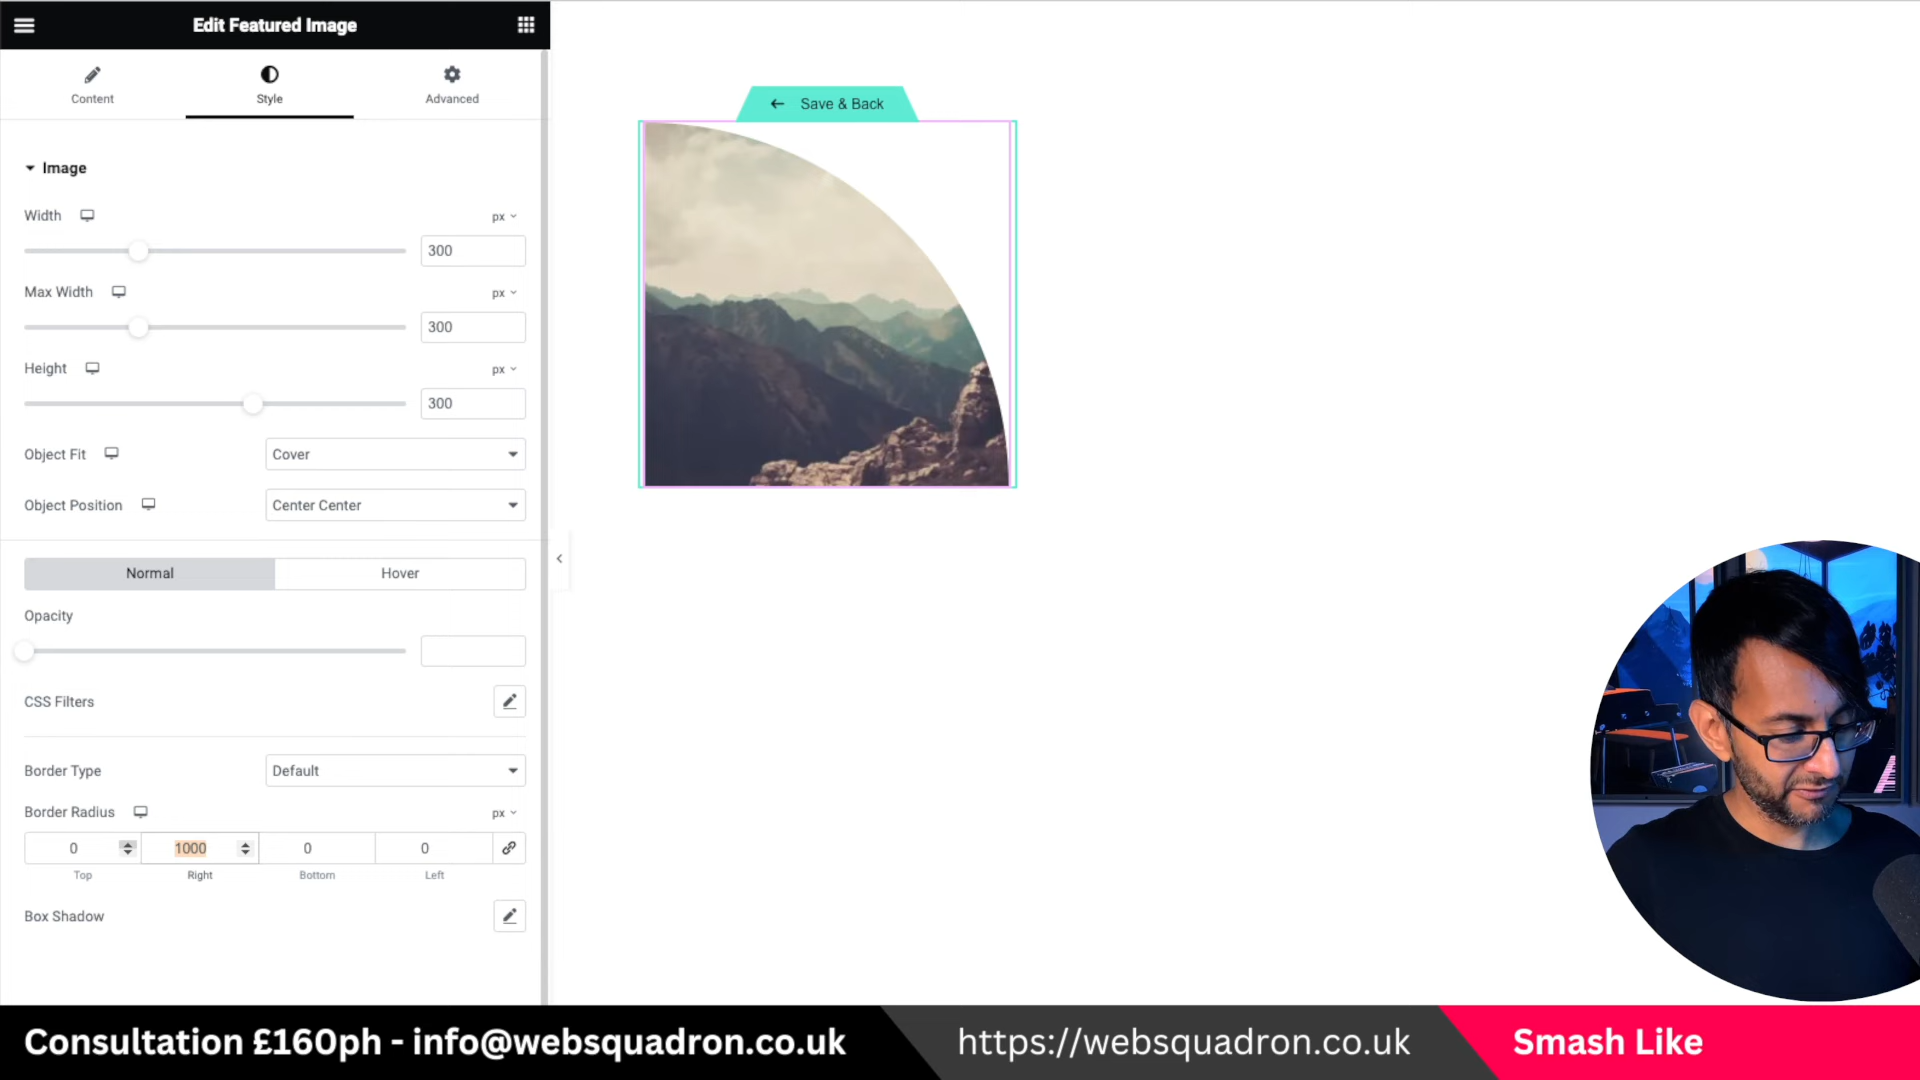 Edit Featured Image
Content
Style
Advanced
Image
Width
px
300
Max Width
px
300
Height
px
300
Object Fit
Cover
Object Position
Center Center
Normal
Hover
Opacity
CSS Filters
Border Type
Default
Border Radius
px
0
1000
0
0
Top
Right
Bottom
Left
Box Shadow
Save & Back
Consultation £160ph - info@websquadron.co.uk
https://websquadron.co.uk
Smash Like